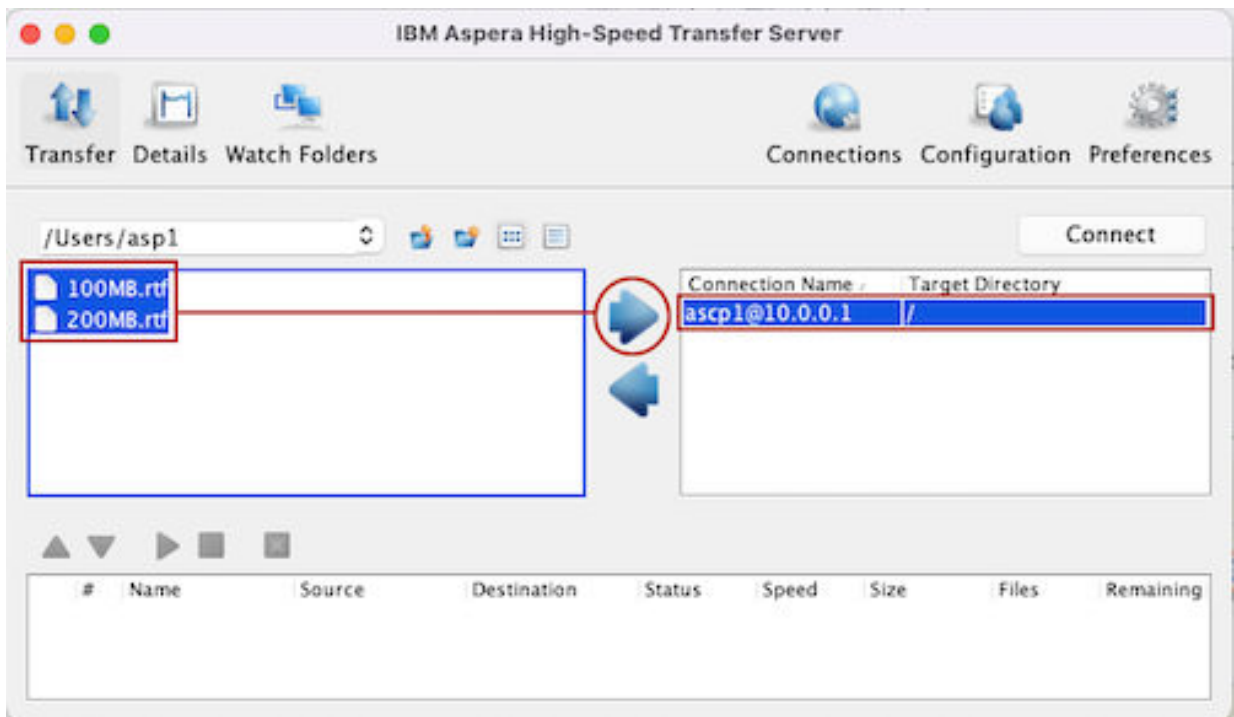 IBM Aspera High-Speed Transfer Server
Transfer Details Watch Folders Connections Configuration Preferences
/Users/asp1 Connect
Connection Name Target Directory
100MB.rtf
200MB.rtf
ascp1@10.0.0.1 /
# Name Source Destination Status Speed Size Files Remaining